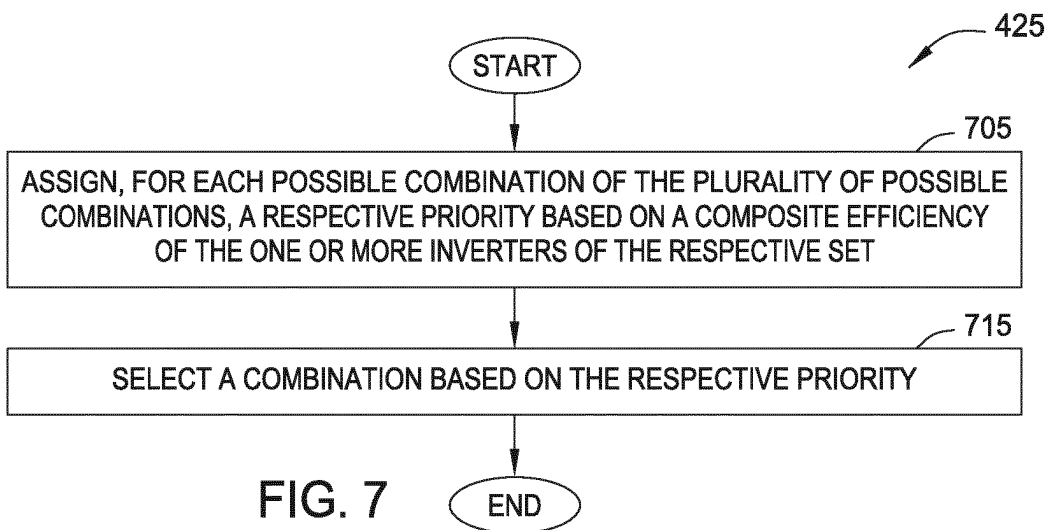 425
START
705
ASSIGN, FOR EACH POSSIBLE COMBINATION OF THE PLURALITY OF POSSIBLE
COMBINATIONS, A RESPECTIVE PRIORITY BASED ON A COMPOSITE EFFICIENCY
OF THE ONE OR MORE INVERTERS OF THE RESPECTIVE SET
715
SELECT A COMBINATION BASED ON THE RESPECTIVE PRIORITY
FIG. 7
END